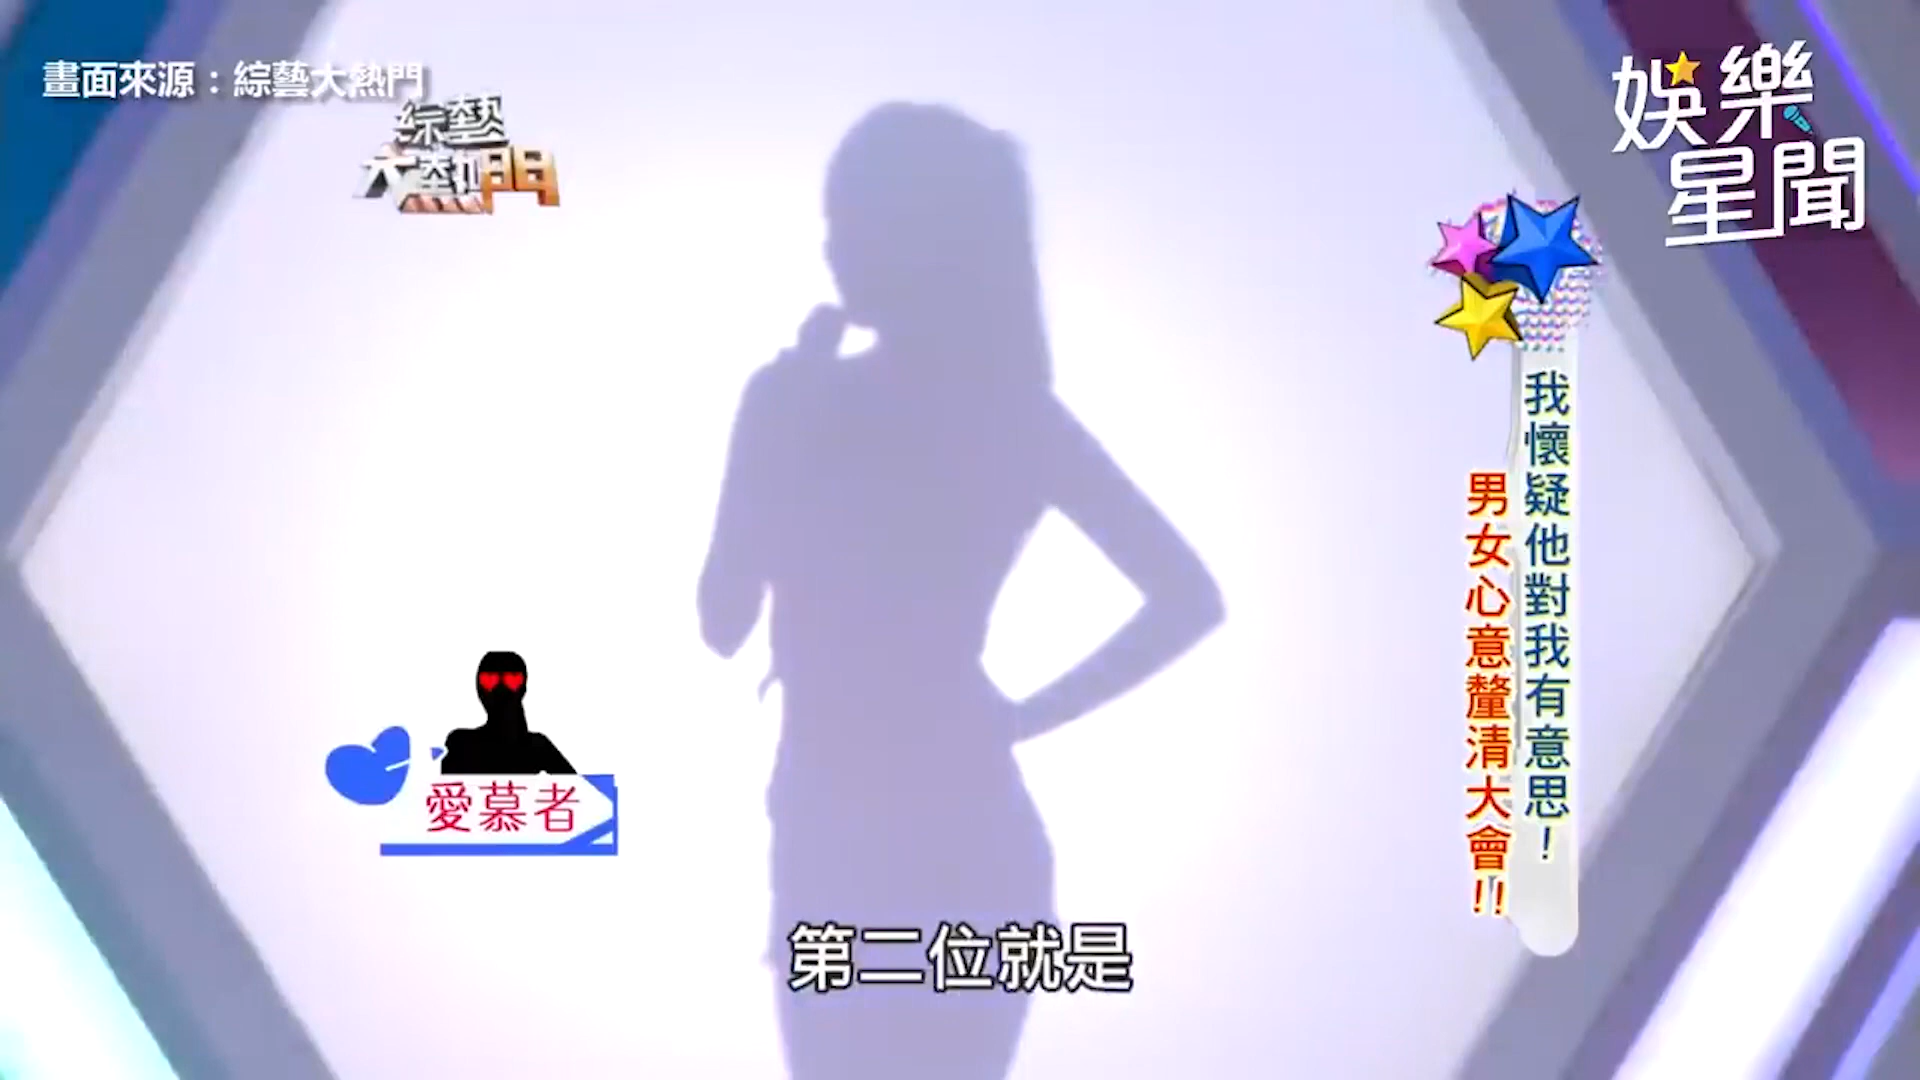 畫面來源：綜藝大熱門
綜藝
大熱門
娛樂
星聞
我懷疑他對我有意思！
男女心意釐清大會!!
愛慕者
第二位就是